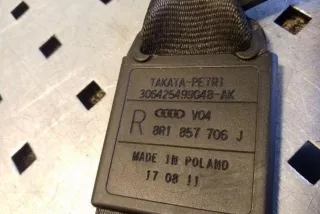 TAKATA-PETRI
306425499048-AK
R V04
8R1 857 706 J
MADE IN POLAND
17 08 11